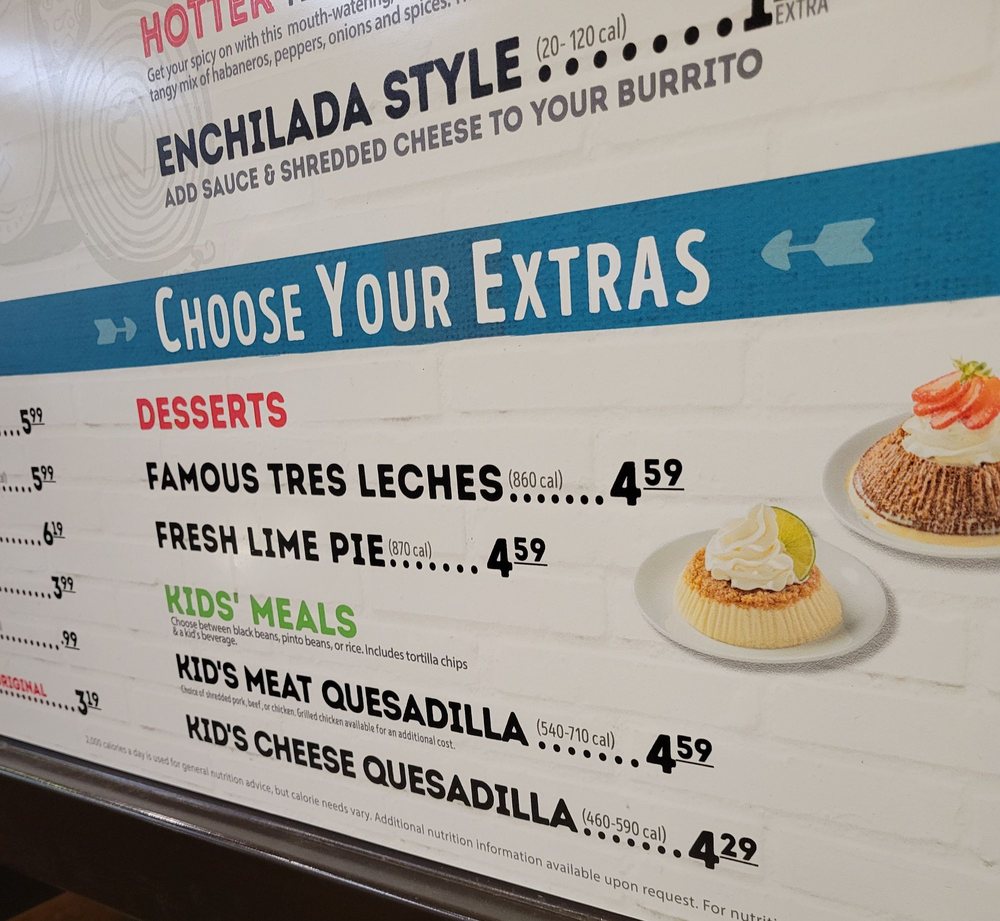 HOTTER
Get your spicy on with this mouth-watering,
tangy mix of habaneros, peppers, onions and spices.
ENCHILADA STYLE (20-120 cal).......1 EXTRA
ADD SAUCE & SHREDDED CHEESE TO YOUR BURRITO
CHOOSE YOUR EXTRAS
....5.99
.....5.99
.......6.19
.........3.99
.........99
ORIGINAL
.........3.19
DESSERTS
FAMOUS TRES LECHES (860 cal).......4.59
FRESH LIME PIE (870 cal).......4.59
KIDS' MEALS
Choose between black beans, pinto beans, or rice. Includes tortilla chips
& a kid's beverage.
KID'S MEAT QUESADILLA (540-710 cal).......4.59
Choice of shredded pork, beef, or chicken. Grilled chicken available for an additional cost.
KID'S CHEESE QUESADILLA (460-590 cal).......4.29
2,000 calories a day is used for general nutrition advice, but calorie needs vary. Additional nutrition information available upon request. For